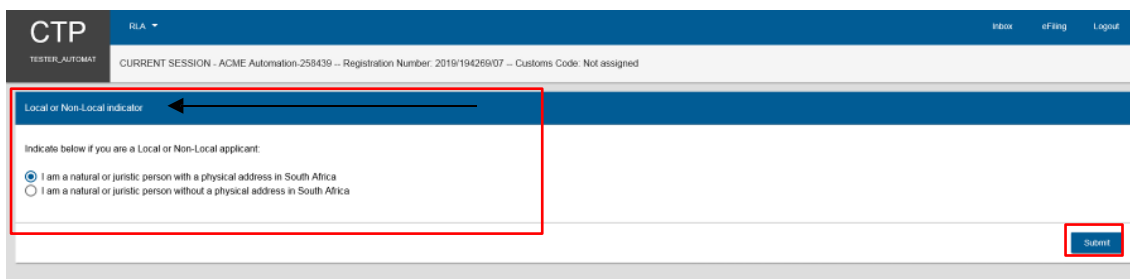 CTP
RLA
Inbox eFiling Logout
TESTER_AUTOMAT
CURRENT SESSION - ACME Automation-258439 -- Registration Number: 2019/194269/07 -- Customs Code: Not assigned
Local or Non-Local indicator
Indicate below if you are a Local or Non-Local applicant:
I am a natural or juristic person with a physical address in South Africa
I am a natural or juristic person without a physical address in South Africa
Submit